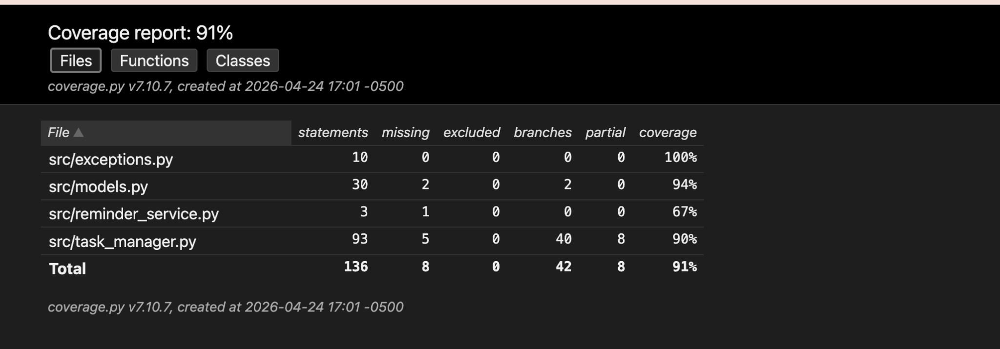 Coverage report: 91%
Files Functions Classes
coverage.py v7.10.7, created at 2026-04-24 17:01 -0500
File ▲ statements missing excluded branches partial coverage
src/exceptions.py 10 0 0 0 0 100%
src/models.py 30 2 0 2 0 94%
src/reminder_service.py 3 1 0 0 0 67%
src/task_manager.py 93 5 0 40 8 90%
Total 136 8 0 42 8 91%
coverage.py v7.10.7, created at 2026-04-24 17:01 -0500